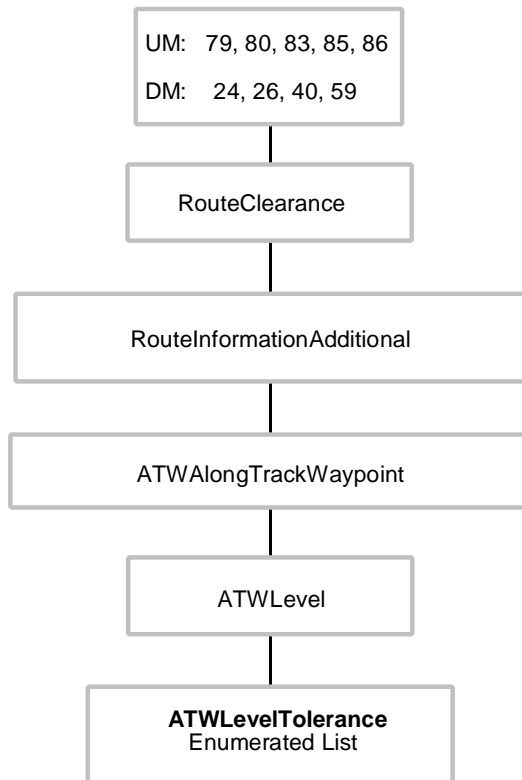 UM: 79, 80, 83, 85, 86
DM: 24, 26, 40, 59
RouteClearance
RouteInformationAdditional
ATWAlongTrackWaypoint
ATWLevel
ATWLevelTolerance
Enumerated List